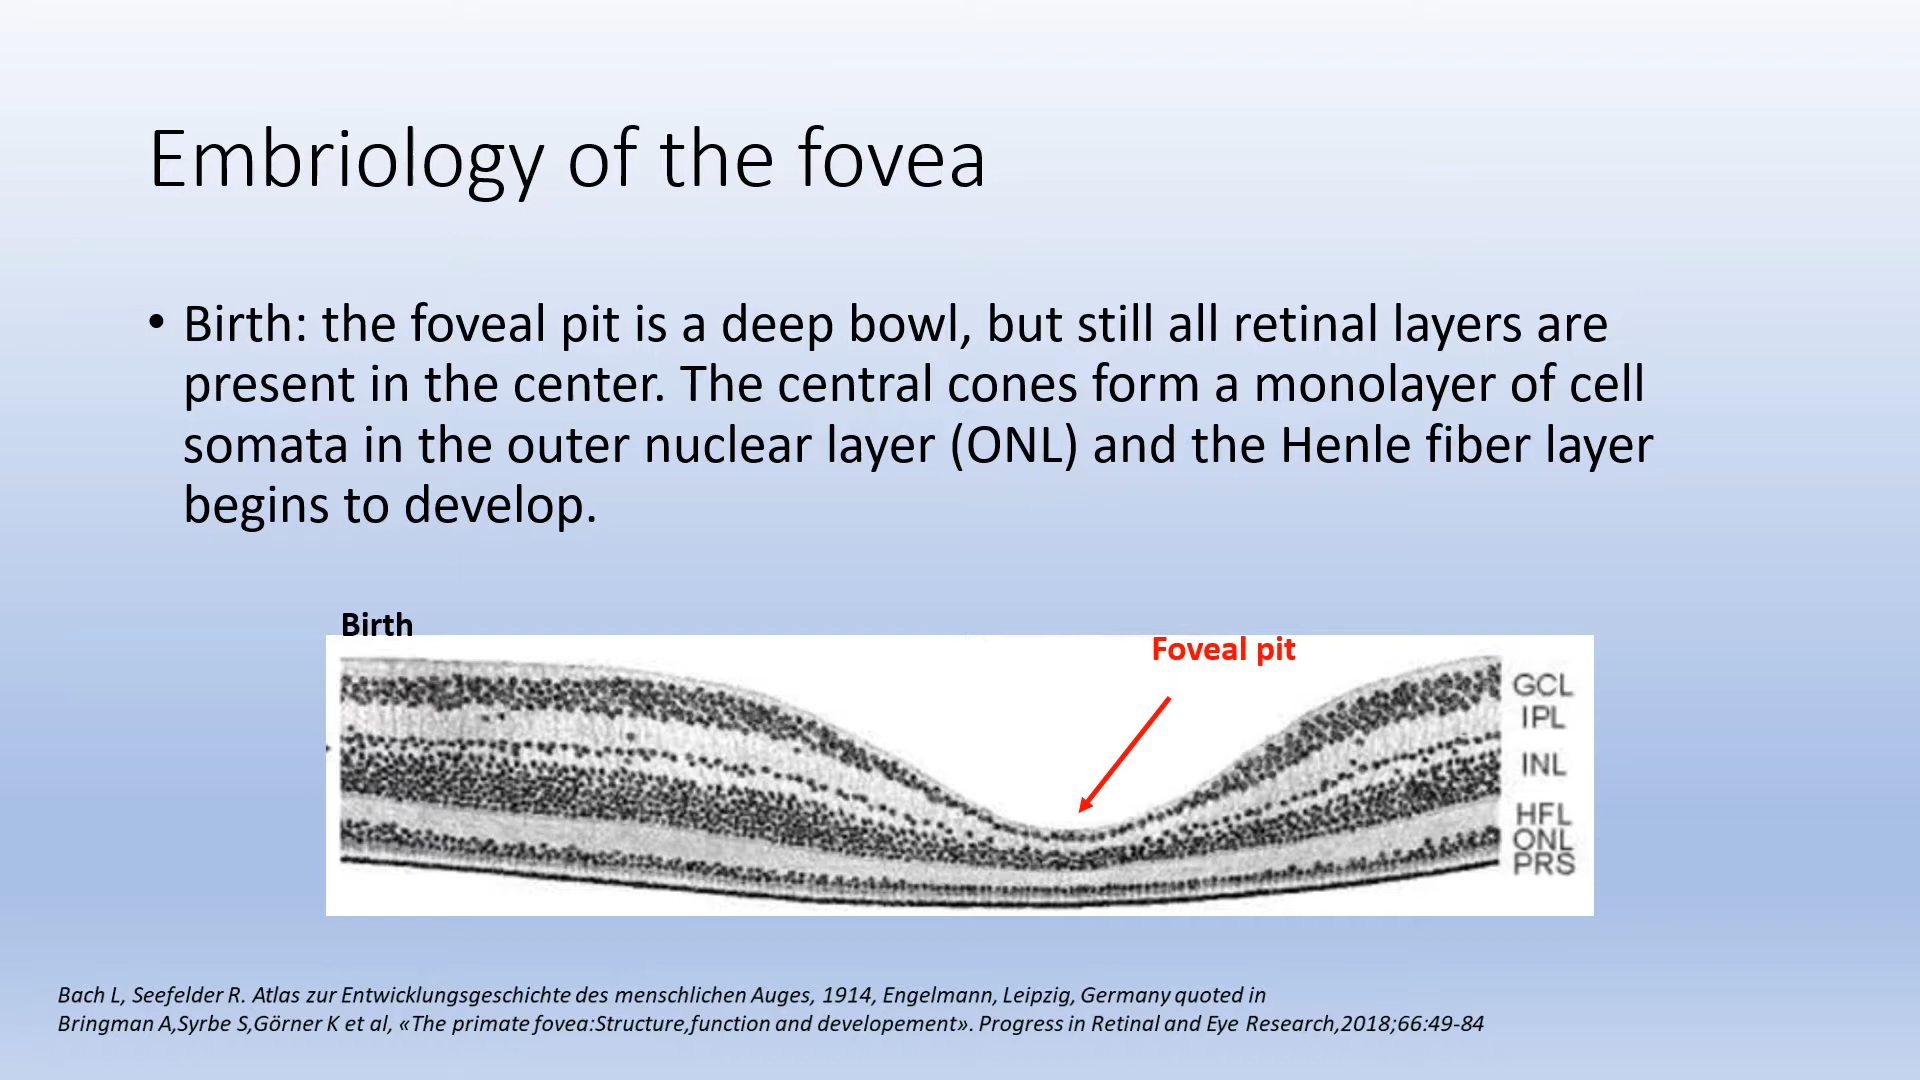 Embriology of the fovea
• Birth: the foveal pit is a deep bowl, but still all retinal layers are
present in the center. The central cones form a monolayer of cell
somata in the outer nuclear layer (ONL) and the Henle fiber layer
begins to develop.
Birth
Foveal pit
GCL
IPL
INL
HFL
ONL
PRS
Bach L, Seefelder R. Atlas zur Entwicklungsgeschichte des menschlichen Auges, 1914, Engelmann, Leipzig, Germany quoted in
Bringman A,Syrbe S,Görner K et al, «The primate fovea:Structure,function and developement». Progress in Retinal and Eye Research,2018;66:49-84